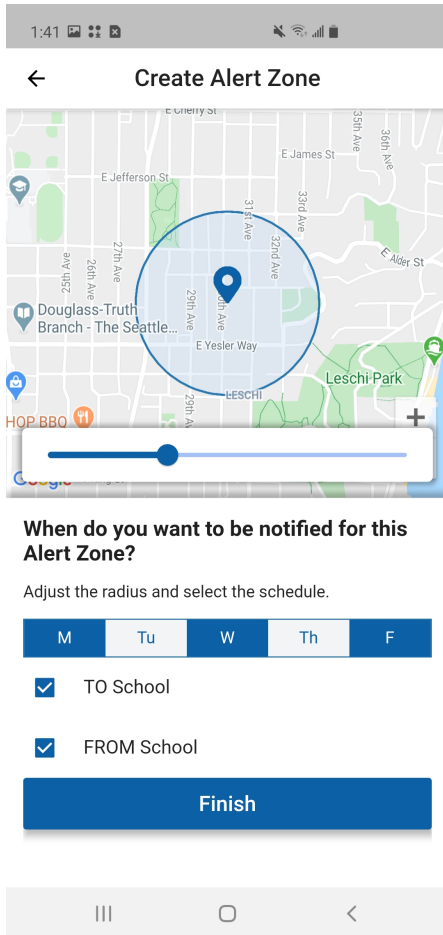 1:41
Create Alert Zone
E Cherry St
35th Ave
36th Ave
E James St
E Jefferson St
31st Ave
33rd Ave
32nd Ave
27th Ave
25th Ave
26th Ave
E Alder St
29th Ave
Douglass-Truth
Branch - The Seattle...
E Yesler Way
Leschi Park
LESCHI
29th Ave
HOP BBQ
+
Google
When do you want to be notified for this
Alert Zone?
Adjust the radius and select the schedule.
M Tu W Th F
TO School
FROM School
Finish